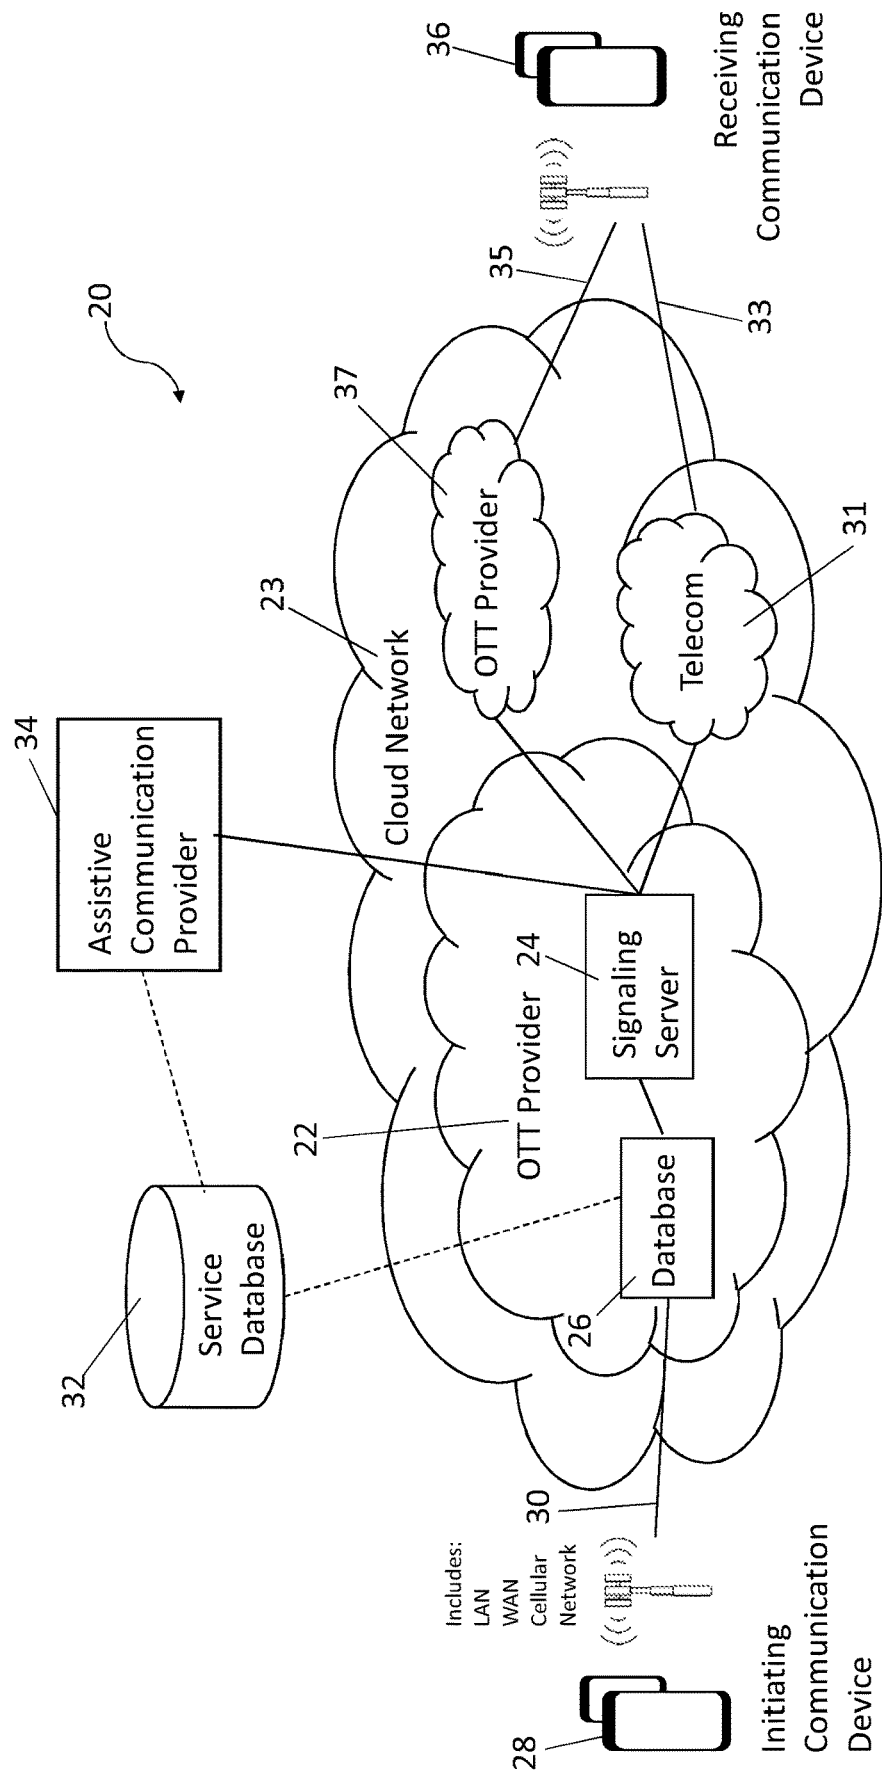 20
34
Assistive
Communication
Provider
32
Service
Database
23
Cloud Network
37
OTT Provider
22
OTT Provider
24
Signaling
Server
26
Database
Telecom
31
35
33
36
Receiving
Communication
Device
Includes:
LAN
WAN
Cellular
Network
30
28
Initiating
Communication
Device